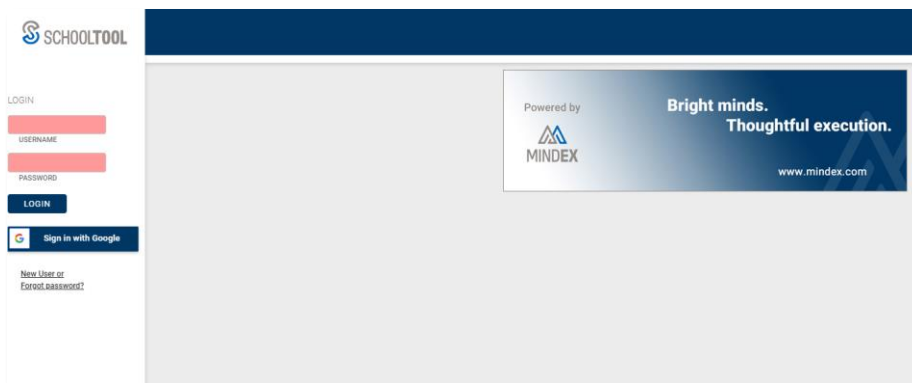 SCHOOLTOOL
LOGIN
USERNAME
PASSWORD
LOGIN
Sign in with Google
New User or
Forgot password?
Powered by
MINDEX
Bright minds.
Thoughtful execution.
www.mindex.com